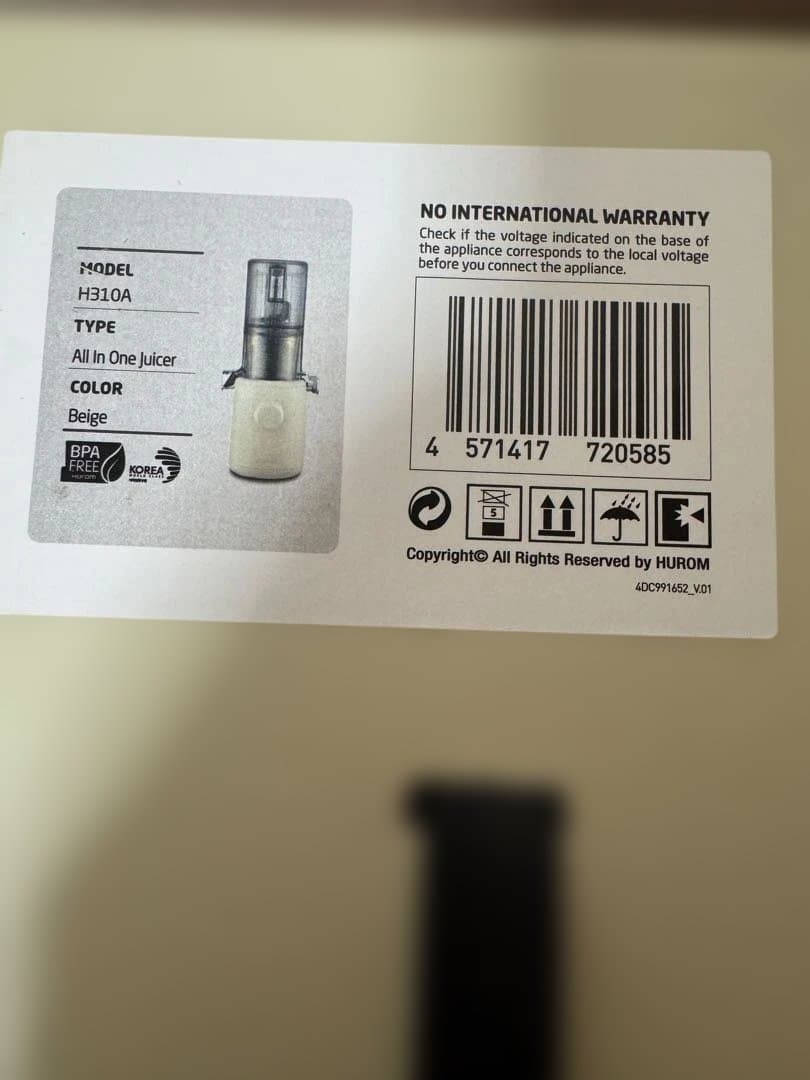 MODEL
H310A
TYPE
All In One Juicer
COLOR
Beige
BPA
FREE
Hurom
KOREA
NO INTERNATIONAL WARRANTY
Check if the voltage indicated on the base of
the appliance corresponds to the local voltage
before you connect the appliance.
4 571417 720585
5
Copyright© All Rights Reserved by HUROM
4DC991652_V.01